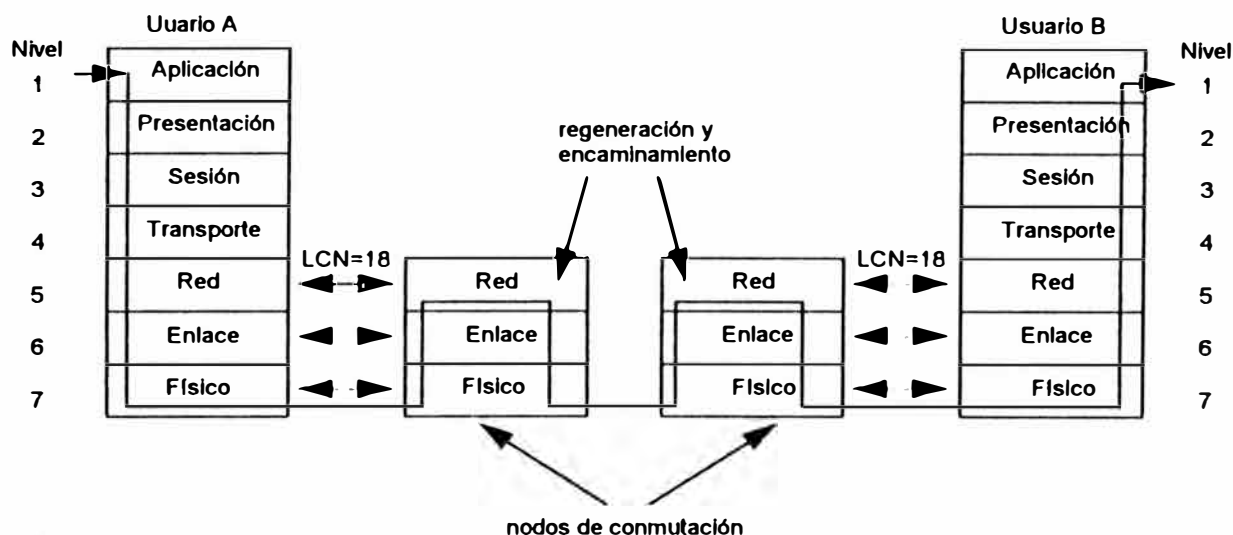 Uuario A
Usuario B
Nivel
Nivel
1
Aplicación
Aplicación
1
2
Presentación
regeneración y
encaminamiento
Presentación
2
3
Sesión
Sesión
3
4
Transporte
Transporte
4
LCN=18
LCN=18
5
Red
Red
Red
Red
5
6
Enlace
Enlace
Enlace
Enlace
6
7
Físico
Físico
Físico
Físico
7
nodos de conmutación